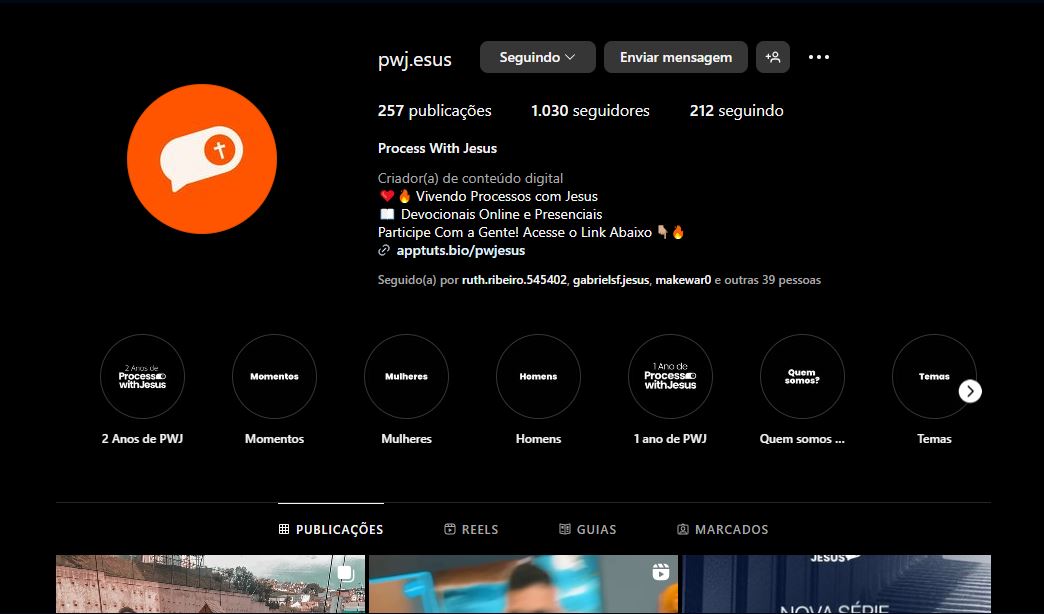 pwj.esus
Seguindo
Enviar mensagem
257 publicações
1.030 seguidores
212 seguindo
Process With Jesus
Criador(a) de conteúdo digital
❤️🔥 Vivendo Processos com Jesus
📖 Devocionais Online e Presenciais
Participe Com a Gente! Acesse o Link Abaixo 👇🏽🔥
apptuts.bio/pwjesus
Seguido(a) por ruth.ribeiro.545402, gabrielsf.jesus, makewar0 e outras 39 pessoas
2 Anos de
Process
withJesus
Momentos
Mulheres
Homens
1 Ano de
Process
withJesus
Quem
somos?
Temas
2 Anos de PWJ
Momentos
Mulheres
Homens
1 ano de PWJ
Quem somos ...
Temas
PUBLICAÇÕES
REELS
GUIAS
MARCADOS
JESUS
NOVA SÉRIE